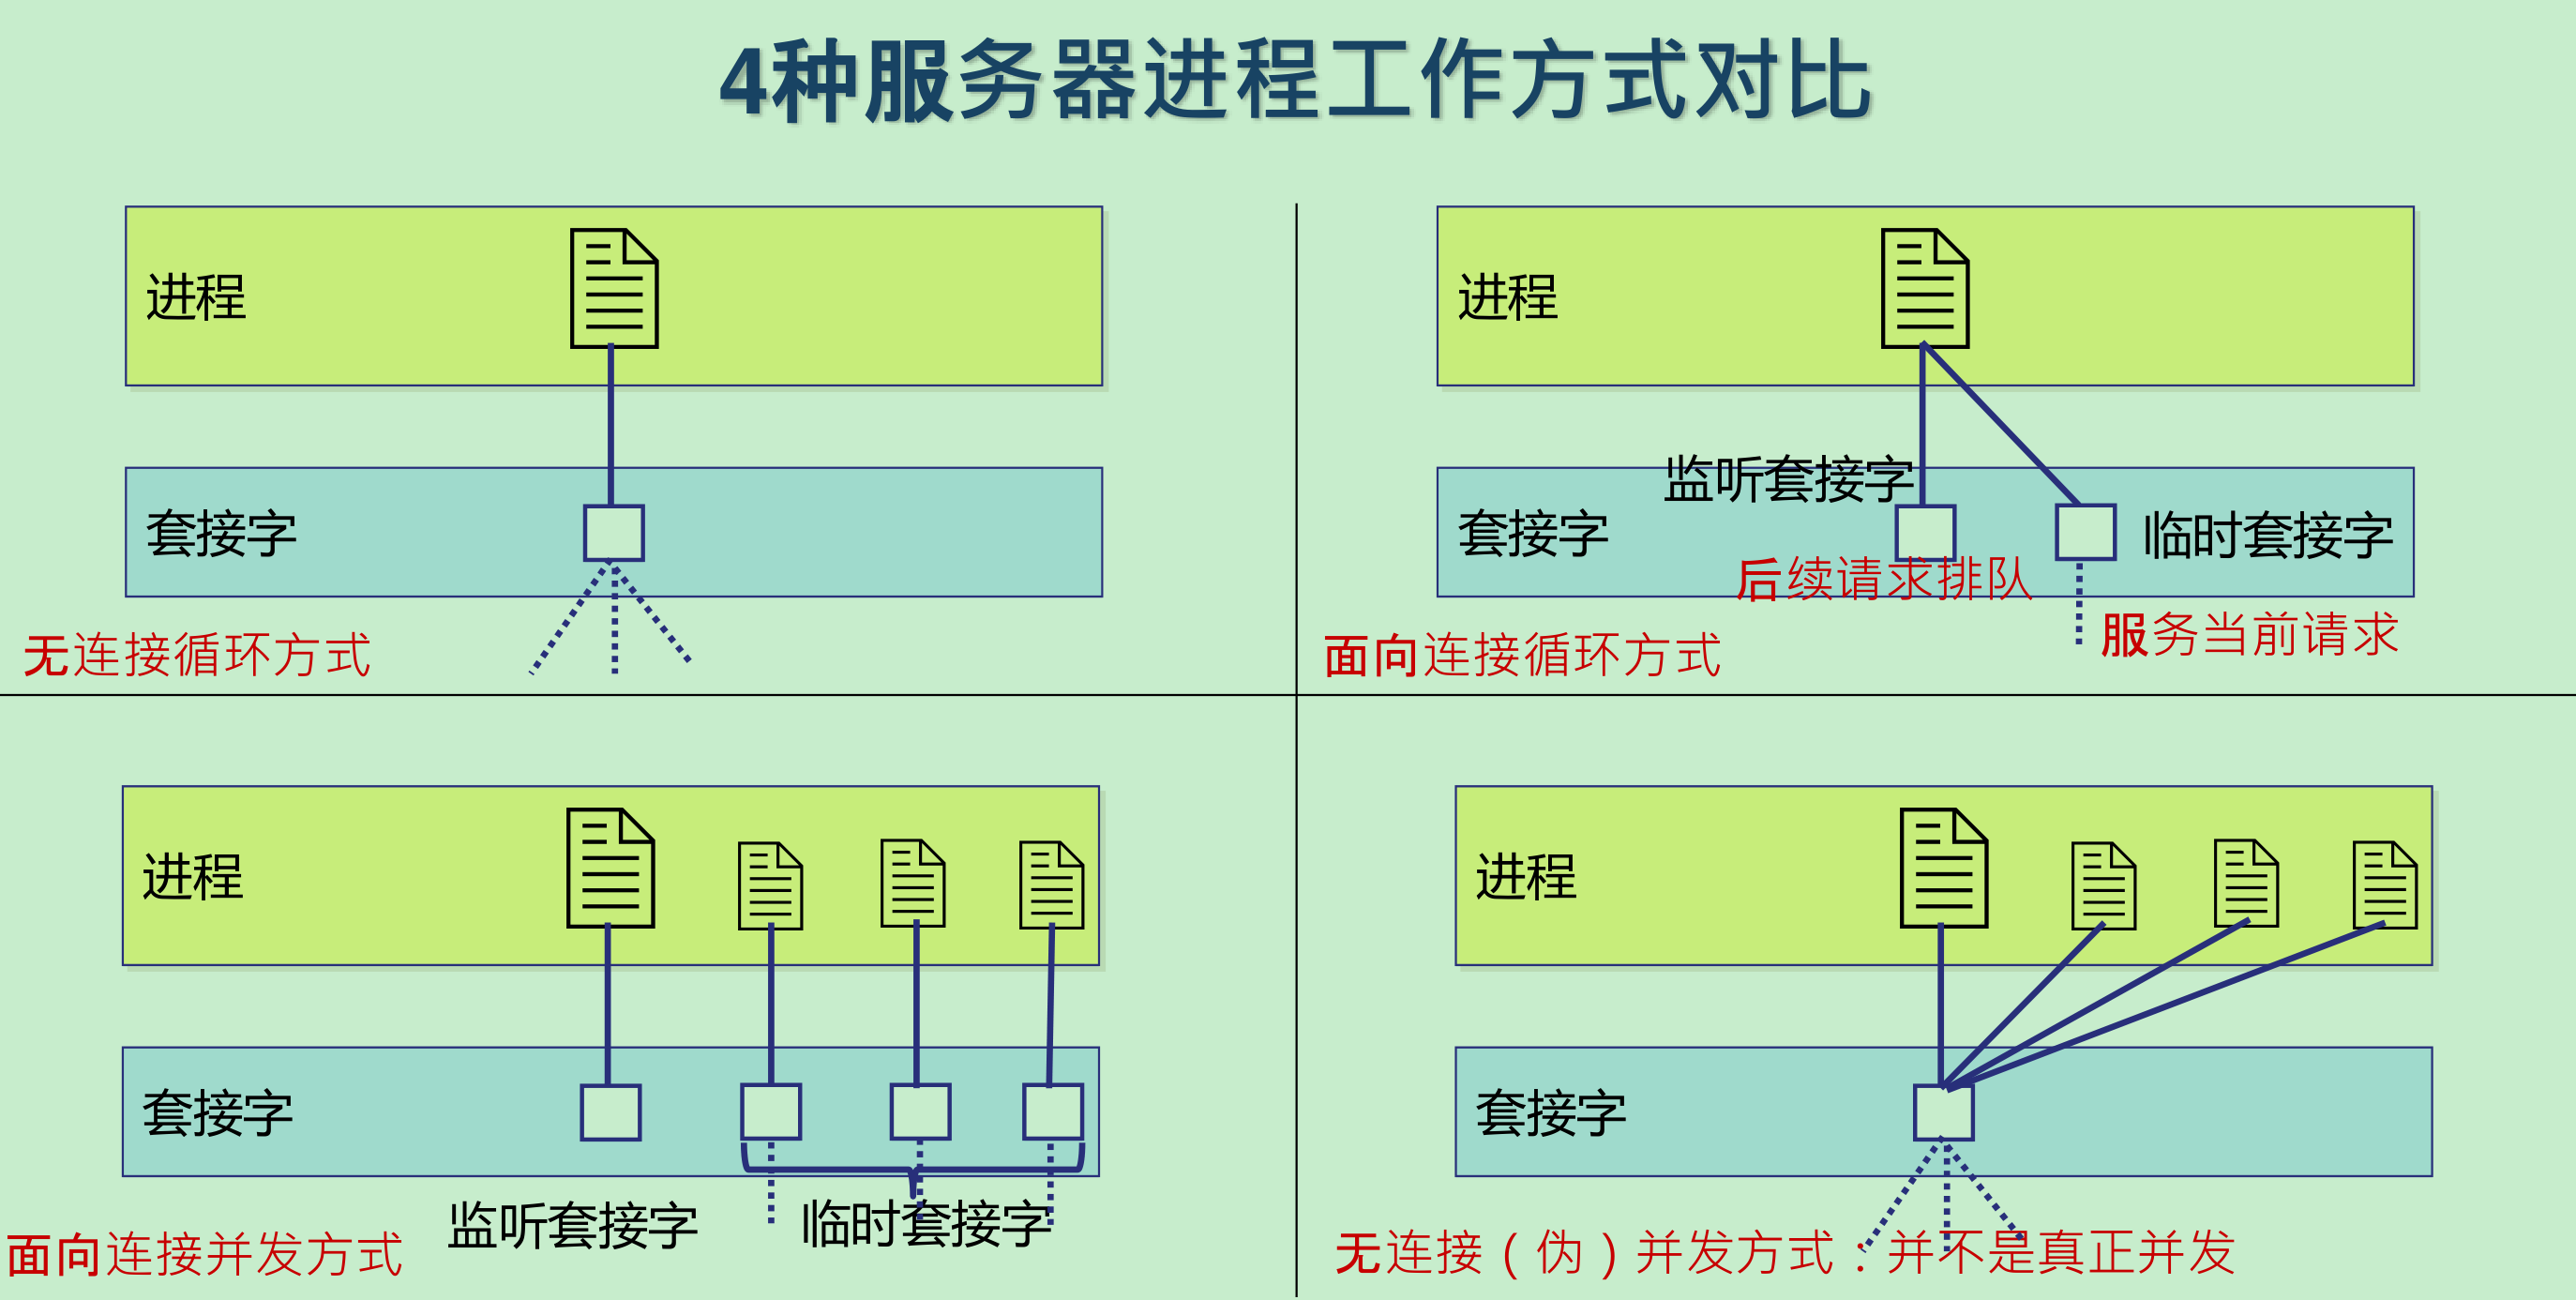 4种服务器进程工作方式对比
进程
套接字
无连接循环方式
进程
监听套接字
套接字
临时套接字
后续请求排队
服务当前请求
面向连接循环方式
进程
套接字
监听套接字
临时套接字
面向连接并发方式
进程
套接字
无连接（伪）并发方式：并不是真正并发